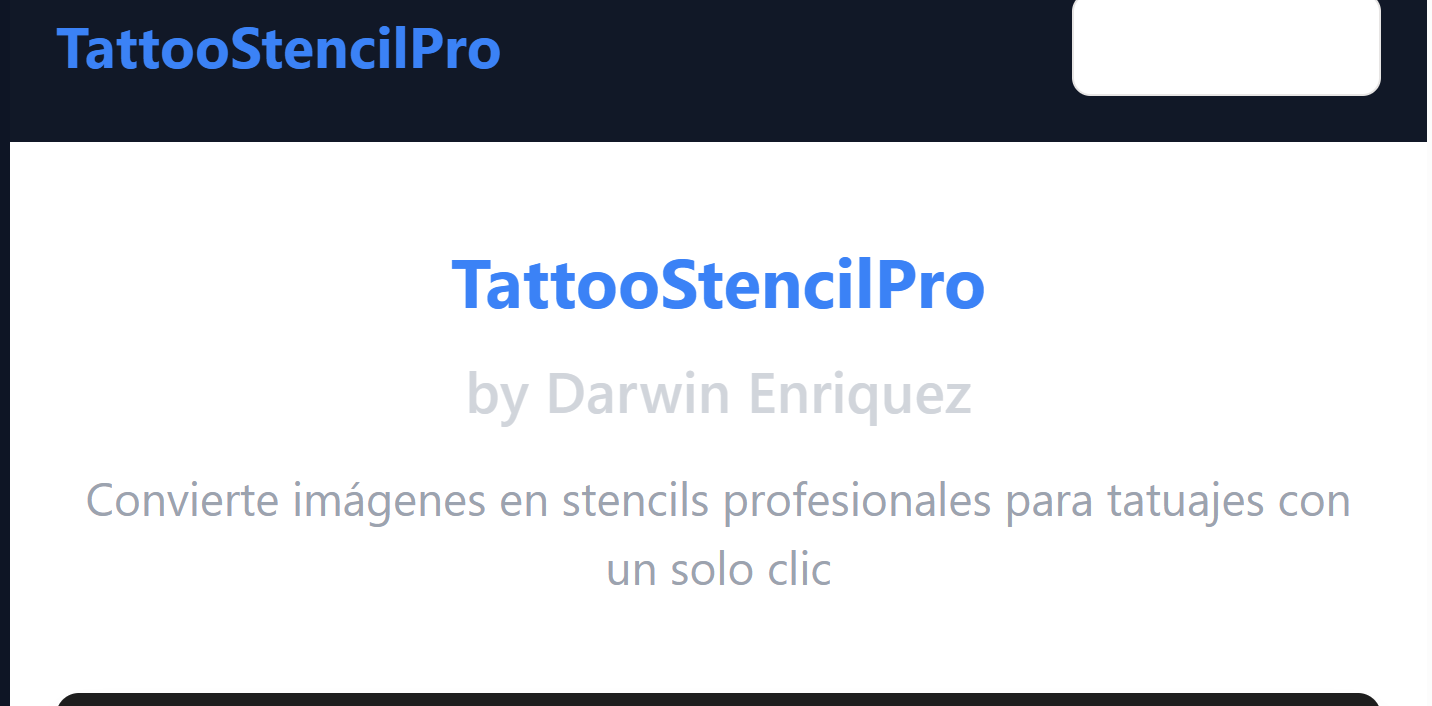 TattooStencilPro
TattooStencilPro
by Darwin Enriquez
Convierte imágenes en stencils profesionales para tatuajes con
un solo clic